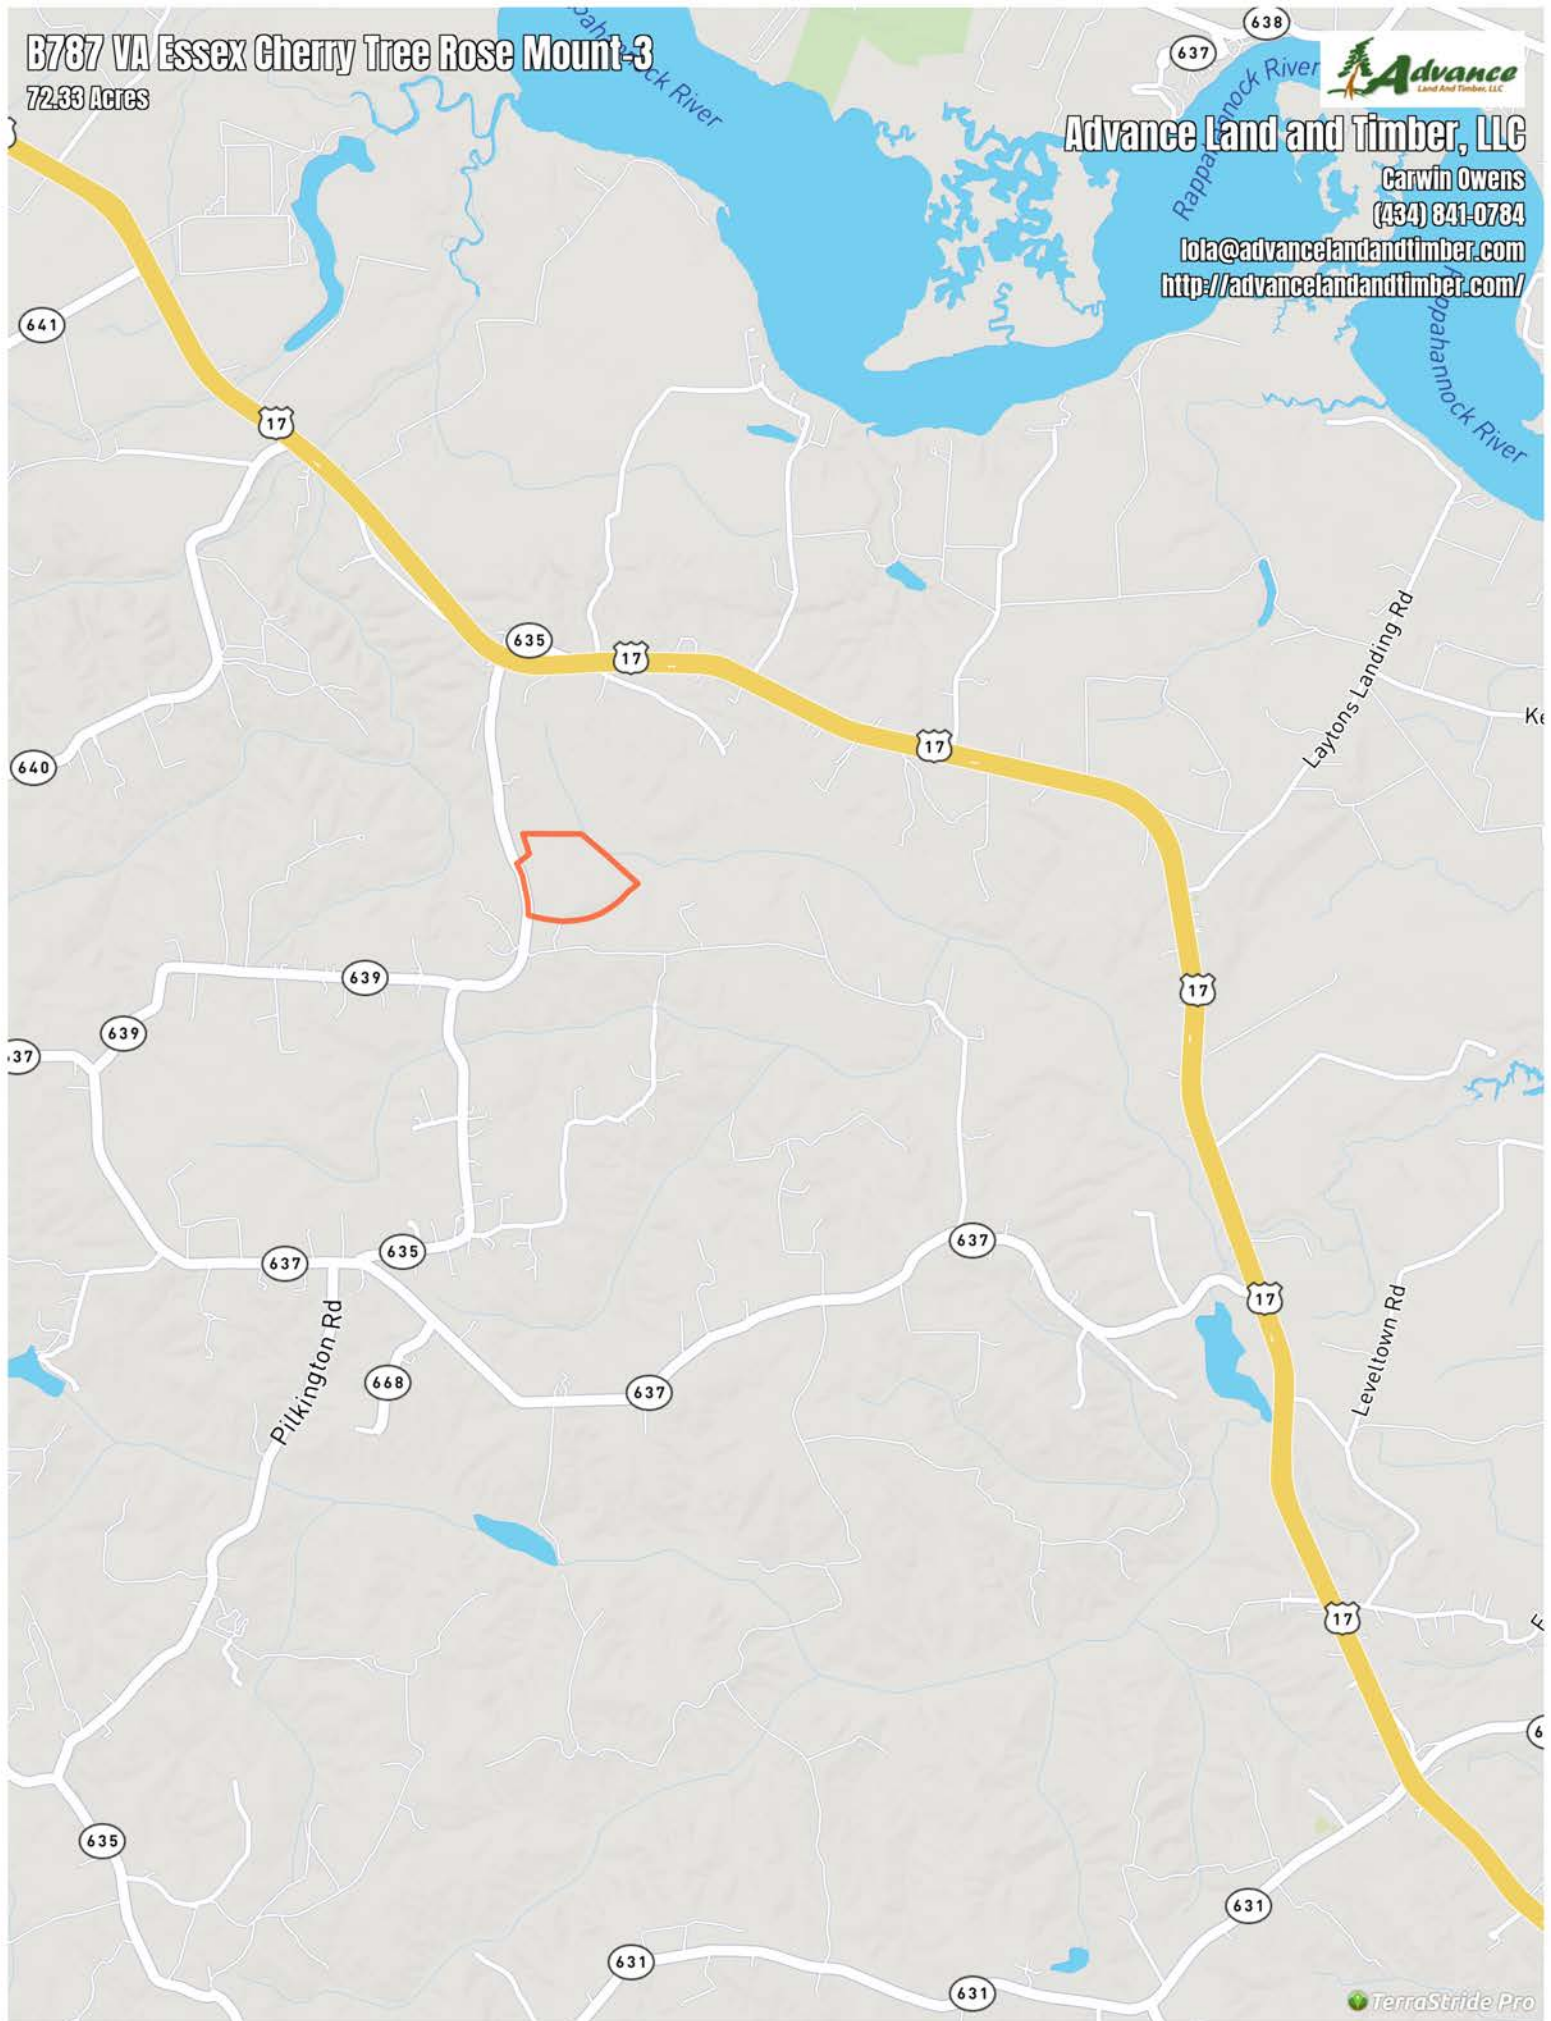 B787 VA Essex Cherry Tree Rose Mount-3
72.33 Acres
Advance
Land And Timber, LLC
Advance Land and Timber, LLC
Carwin Owens
(434) 841-0784
lola@advancelandandtimber.com
http://advancelandandtimber.com/
638
637
Rappahannock River
Rappahannock River
641
17
635
17
Laytons Landing Rd
17
640
639
17
639
637
637
635
17
Pilkington Rd
668
637
Leveltown Rd
17
635
631
631
631
TerraStride Pro